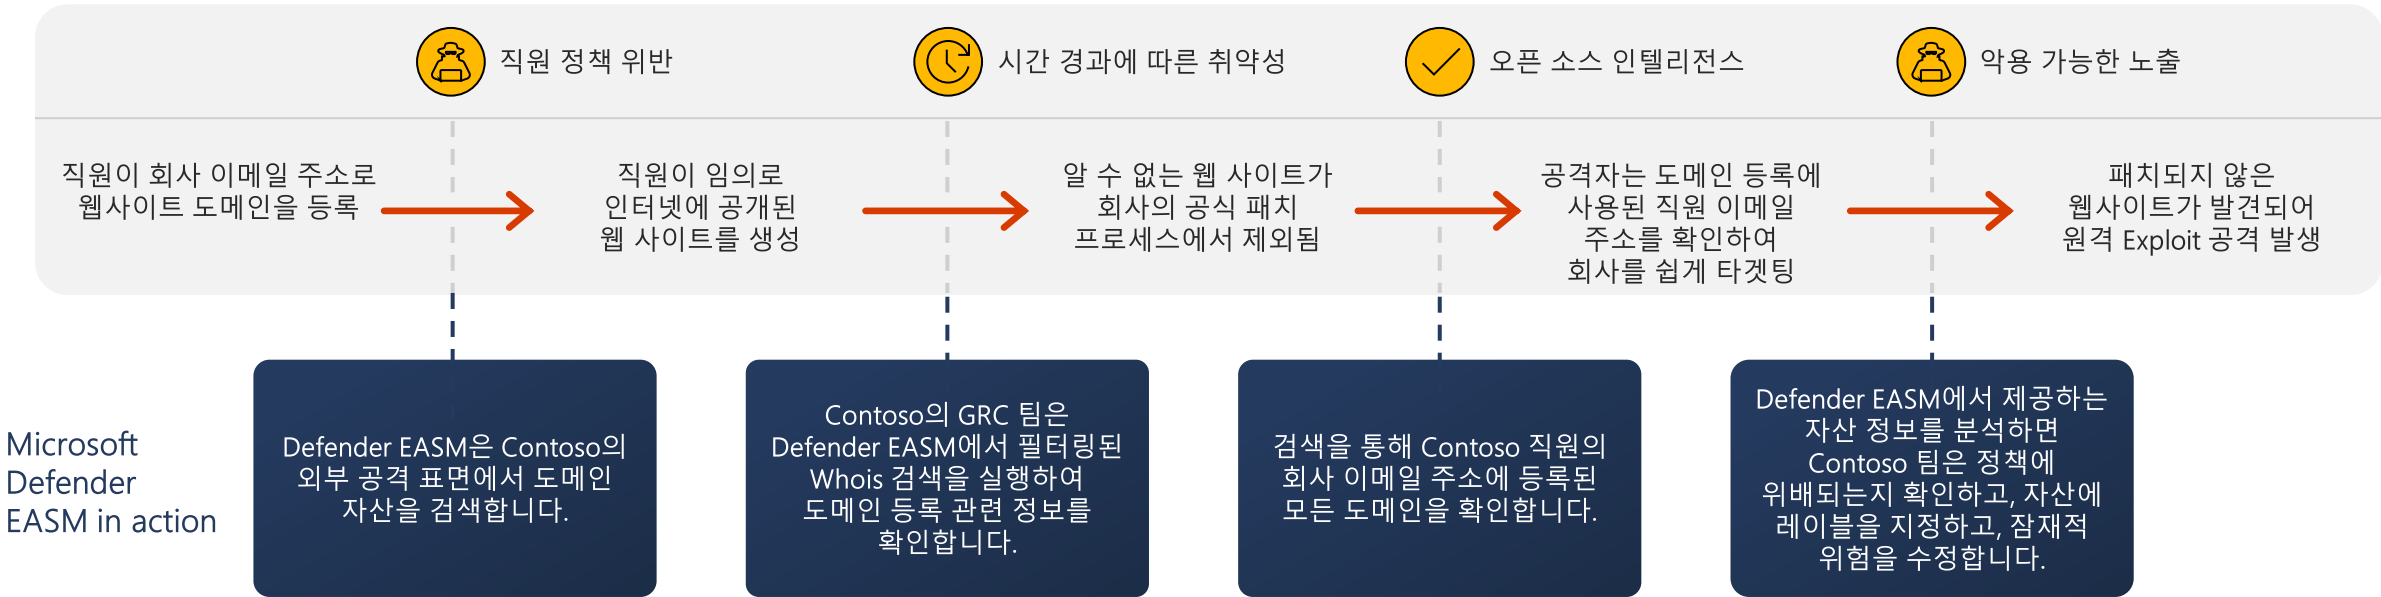 직원 정책 위반
시간 경과에 따른 취약성
오픈 소스 인텔리전스
악용 가능한 노출
직원이 회사 이메일 주소로
웹사이트 도메인을 등록
직원이 임의로
인터넷에 공개된
웹 사이트를 생성
알 수 없는 웹 사이트가
회사의 공식 패치
프로세스에서 제외됨
공격자는 도메인 등록에
사용된 직원 이메일
주소를 확인하여
회사를 쉽게 타겟팅
패치되지 않은
웹사이트가 발견되어
원격 Exploit 공격 발생
Microsoft
Defender
EASM in action
Defender EASM은 Contoso의
외부 공격 표면에서 도메인
자산을 검색합니다.
Contoso의 GRC 팀은
Defender EASM에서 필터링된
Whois 검색을 실행하여
도메인 등록 관련 정보를
확인합니다.
검색을 통해 Contoso 직원의
회사 이메일 주소에 등록된
모든 도메인을 확인합니다.
Defender EASM에서 제공하는
자산 정보를 분석하면
Contoso 팀은 정책에
위배되는지 확인하고, 자산에
레이블을 지정하고, 잠재적
위험을 수정합니다.